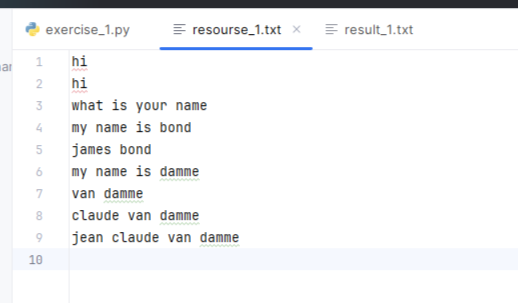 exercise_1.py resourse_1.txt result_1.txt
1 hi
2 hi
3 what is your name
4 my name is bond
5 james bond
6 my name is damme
7 van damme
8 claude van damme
9 jean claude van damme
10